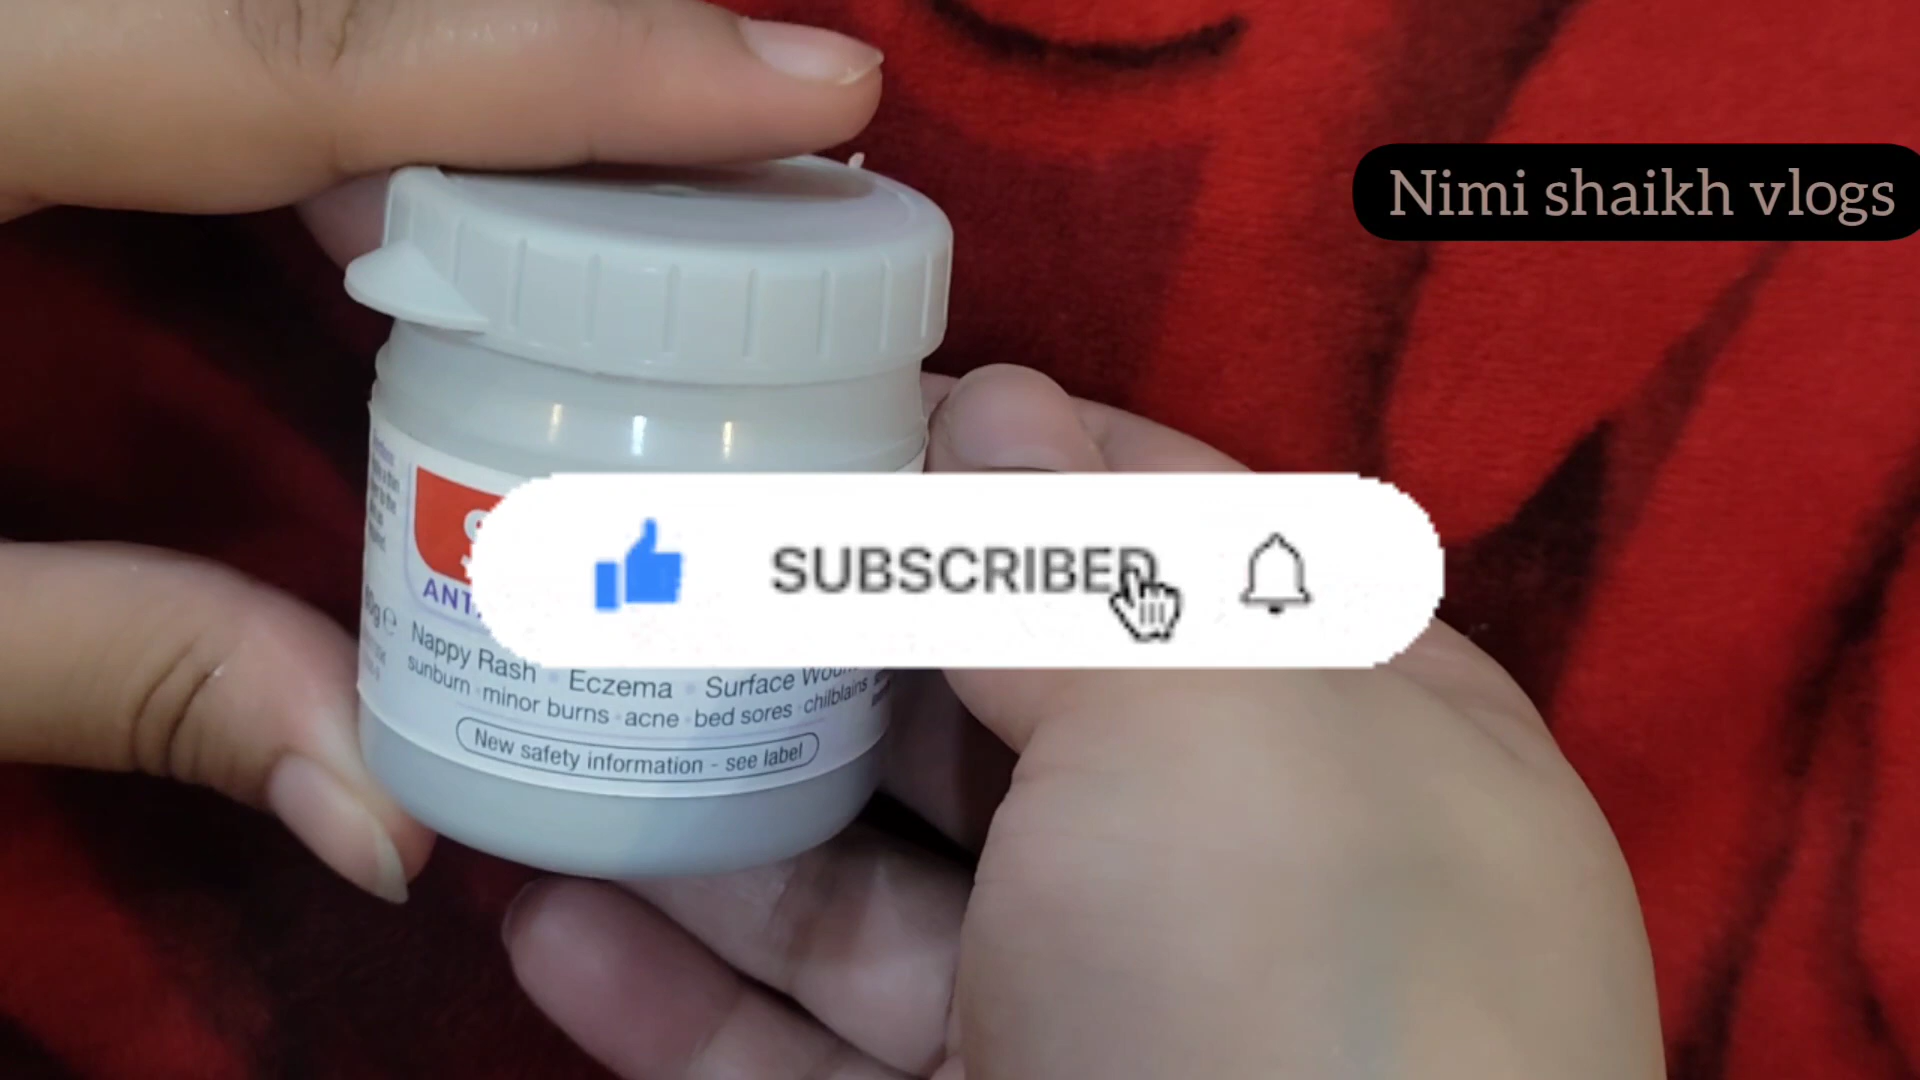 Nimi shaikh vlogs
SUBSCRIBED
Nappy Rash Eczema Surface
sunburn minor burns acne bed sores chilblains
New safety information - see label